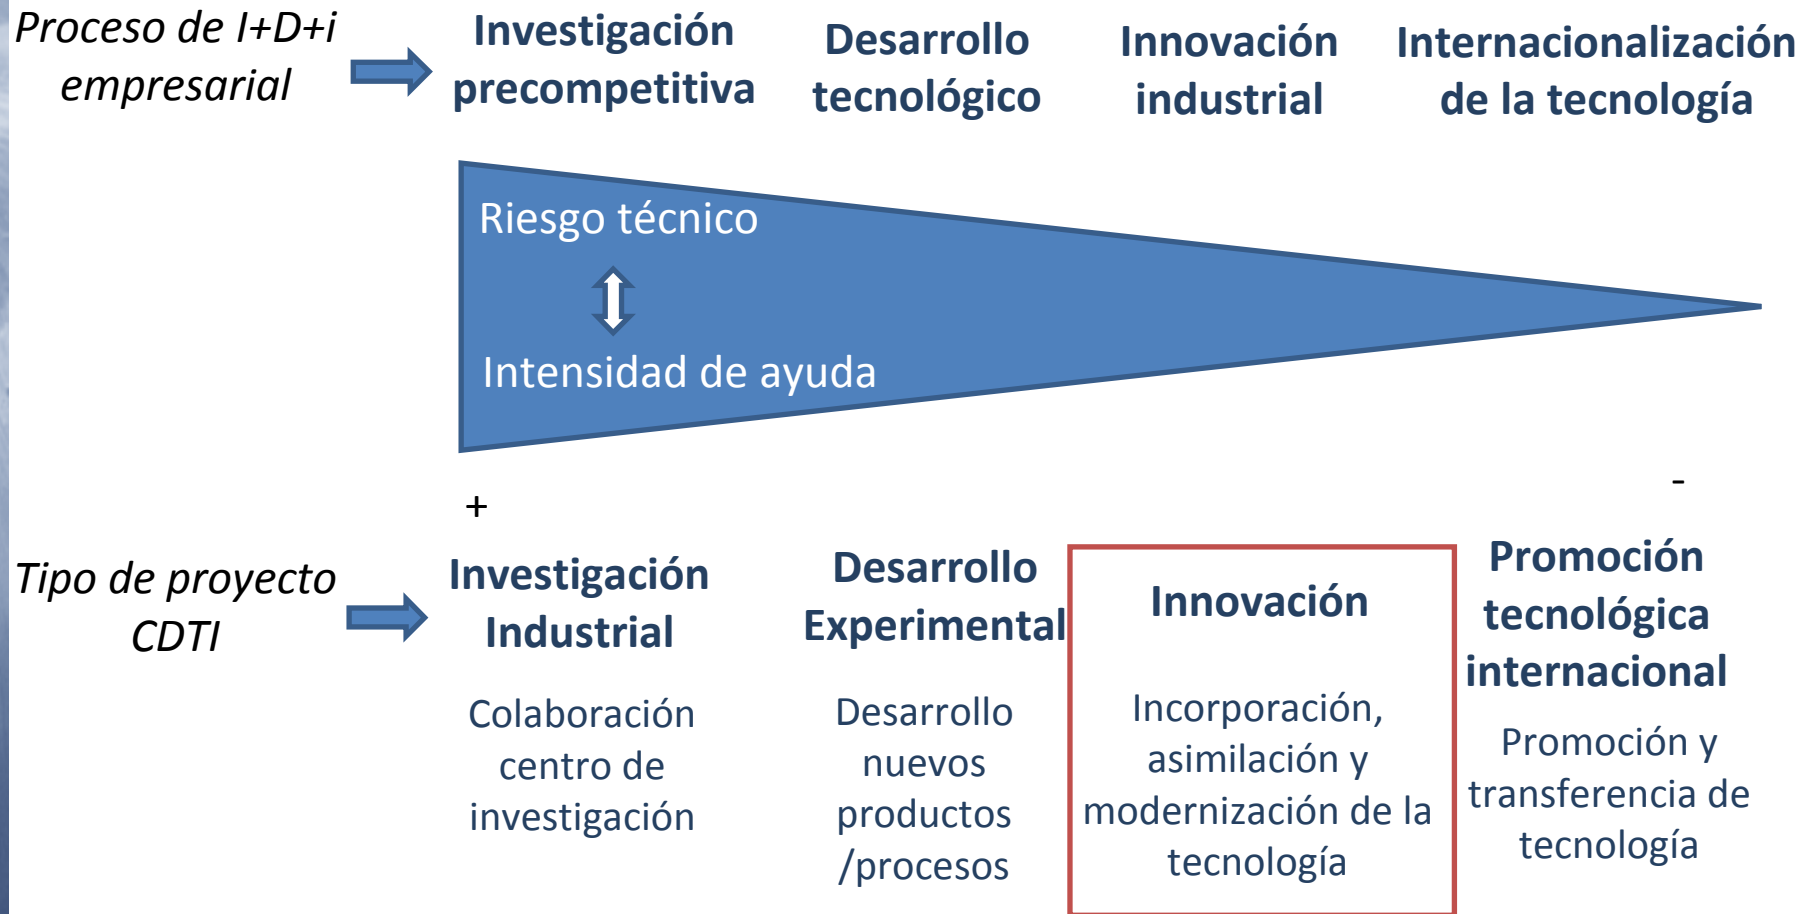 Proceso de I+D+i
empresarial
Investigación
precompetitiva
Desarrollo
tecnológico
Innovación
industrial
Internacionalización
de la tecnología
Riesgo técnico
Intensidad de ayuda
+
-
Tipo de proyecto
CDTI
Investigación
Industrial
Colaboración
centro de
investigación
Desarrollo
Experimental
Desarrollo
nuevos
productos
/procesos
Innovación
Incorporación,
asimilación y
modernización de la
tecnología
Promoción
tecnológica
internacional
Promoción y
transferencia de
tecnología